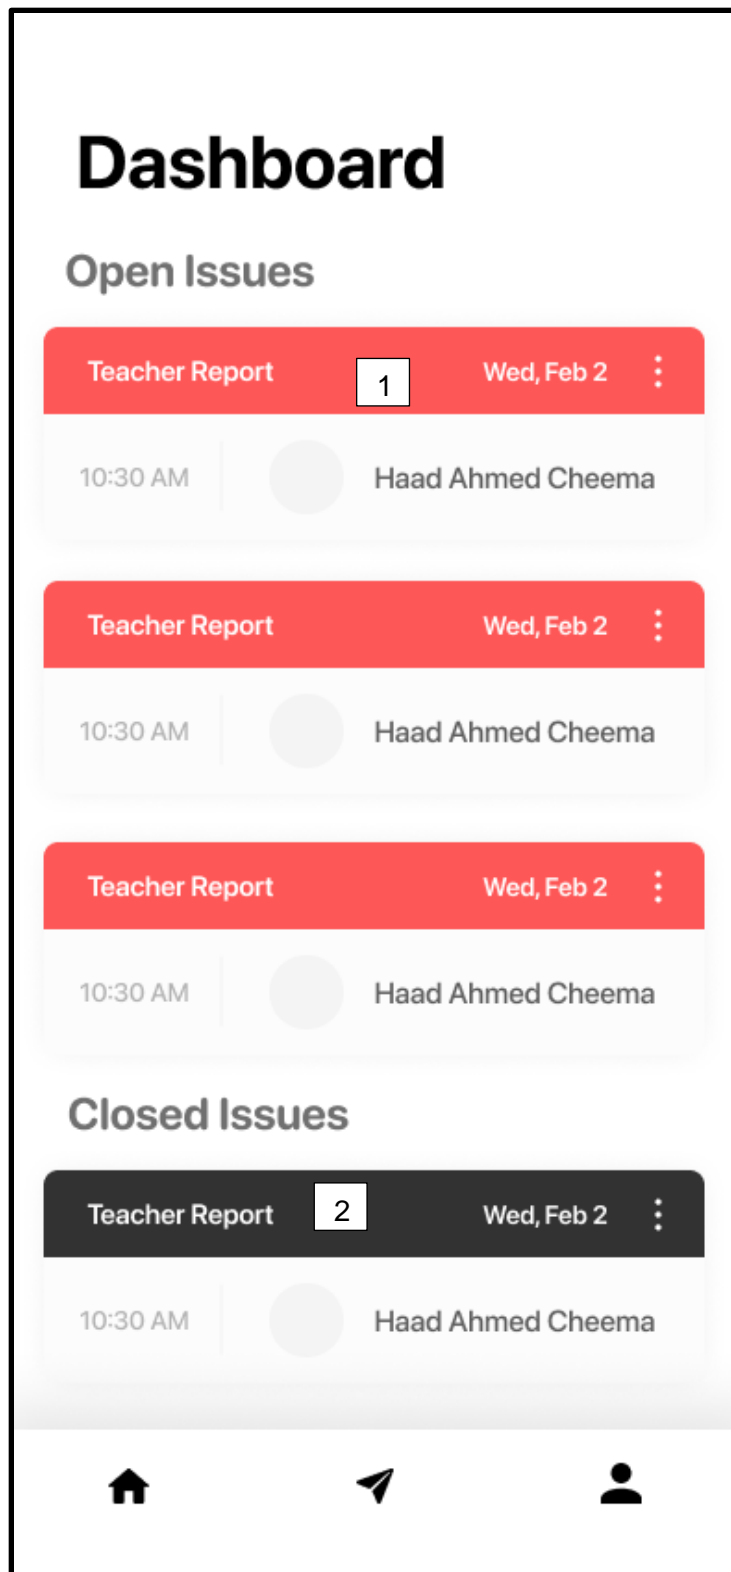 Dashboard
Open Issues
Teacher Report 1 Wed, Feb 2
10:30 AM Haad Ahmed Cheema
Teacher Report Wed, Feb 2
10:30 AM Haad Ahmed Cheema
Teacher Report Wed, Feb 2
10:30 AM Haad Ahmed Cheema
Closed Issues
Teacher Report 2 Wed, Feb 2
10:30 AM Haad Ahmed Cheema